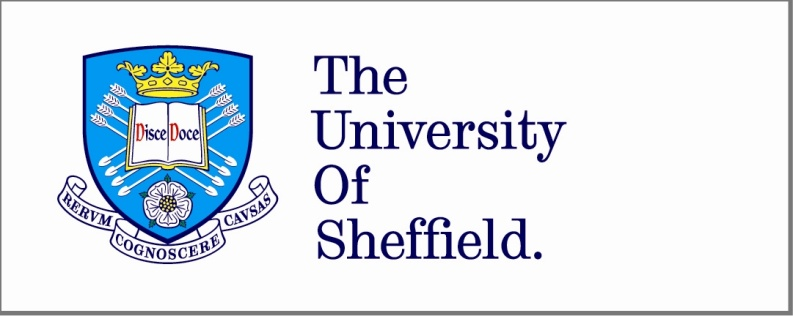 Disce Doce
RERVM COGNOSCERE CAVSAS
The
University
Of
Sheffield.